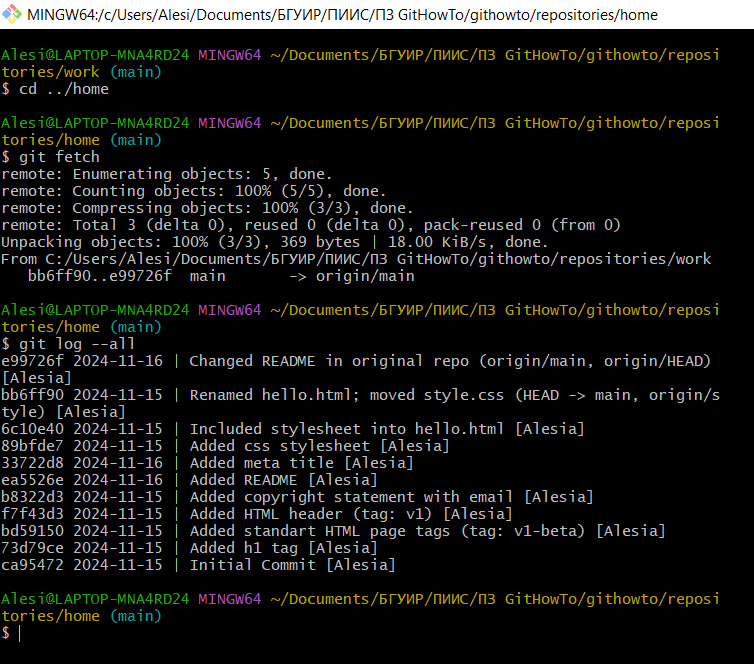 MINGW64:/c/Users/Alesi/Documents/БГУИР/ПИИС/ПЗ GitHowTo/githowto/repositories/home
Alesi@LAPTOP-MNA4RD24 MINGW64 ~/Documents/БГУИР/ПИИС/ПЗ GitHowTo/githowto/reposi
tories/work (main)
$ cd ../home
Alesi@LAPTOP-MNA4RD24 MINGW64 ~/Documents/БГУИР/ПИИС/ПЗ GitHowTo/githowto/reposi
tories/home (main)
$ git fetch
remote: Enumerating objects: 5, done.
remote: Counting objects: 100% (5/5), done.
remote: Compressing objects: 100% (3/3), done.
remote: Total 3 (delta 0), reused 0 (delta 0), pack-reused 0 (from 0)
Unpacking objects: 100% (3/3), 369 bytes | 18.00 KiB/s, done.
From C:/Users/Alesi/Documents/БГУИР/ПИИС/ПЗ GitHowTo/githowto/repositories/work
   bb6ff90..e99726f  main       -> origin/main
Alesi@LAPTOP-MNA4RD24 MINGW64 ~/Documents/БГУИР/ПИИС/ПЗ GitHowTo/githowto/reposi
tories/home (main)
$ git log --all
e99726f 2024-11-16 | Changed README in original repo (origin/main, origin/HEAD)
[Alesia]
bb6ff90 2024-11-15 | Renamed hello.html; moved style.css (HEAD -> main, origin/s
tyle) [Alesia]
6c10e40 2024-11-15 | Included stylesheet into hello.html [Alesia]
89bfde7 2024-11-15 | Added css stylesheet [Alesia]
33722d8 2024-11-16 | Added meta title [Alesia]
ea5526e 2024-11-16 | Added README [Alesia]
b8322d3 2024-11-15 | Added copyright statement with email [Alesia]
f7f43d3 2024-11-15 | Added HTML header (tag: v1) [Alesia]
bd59150 2024-11-15 | Added standart HTML page tags (tag: v1-beta) [Alesia]
73d79ce 2024-11-15 | Added h1 tag [Alesia]
ca95472 2024-11-15 | Initial Commit [Alesia]
Alesi@LAPTOP-MNA4RD24 MINGW64 ~/Documents/БГУИР/ПИИС/ПЗ GitHowTo/githowto/reposi
tories/home (main)
$